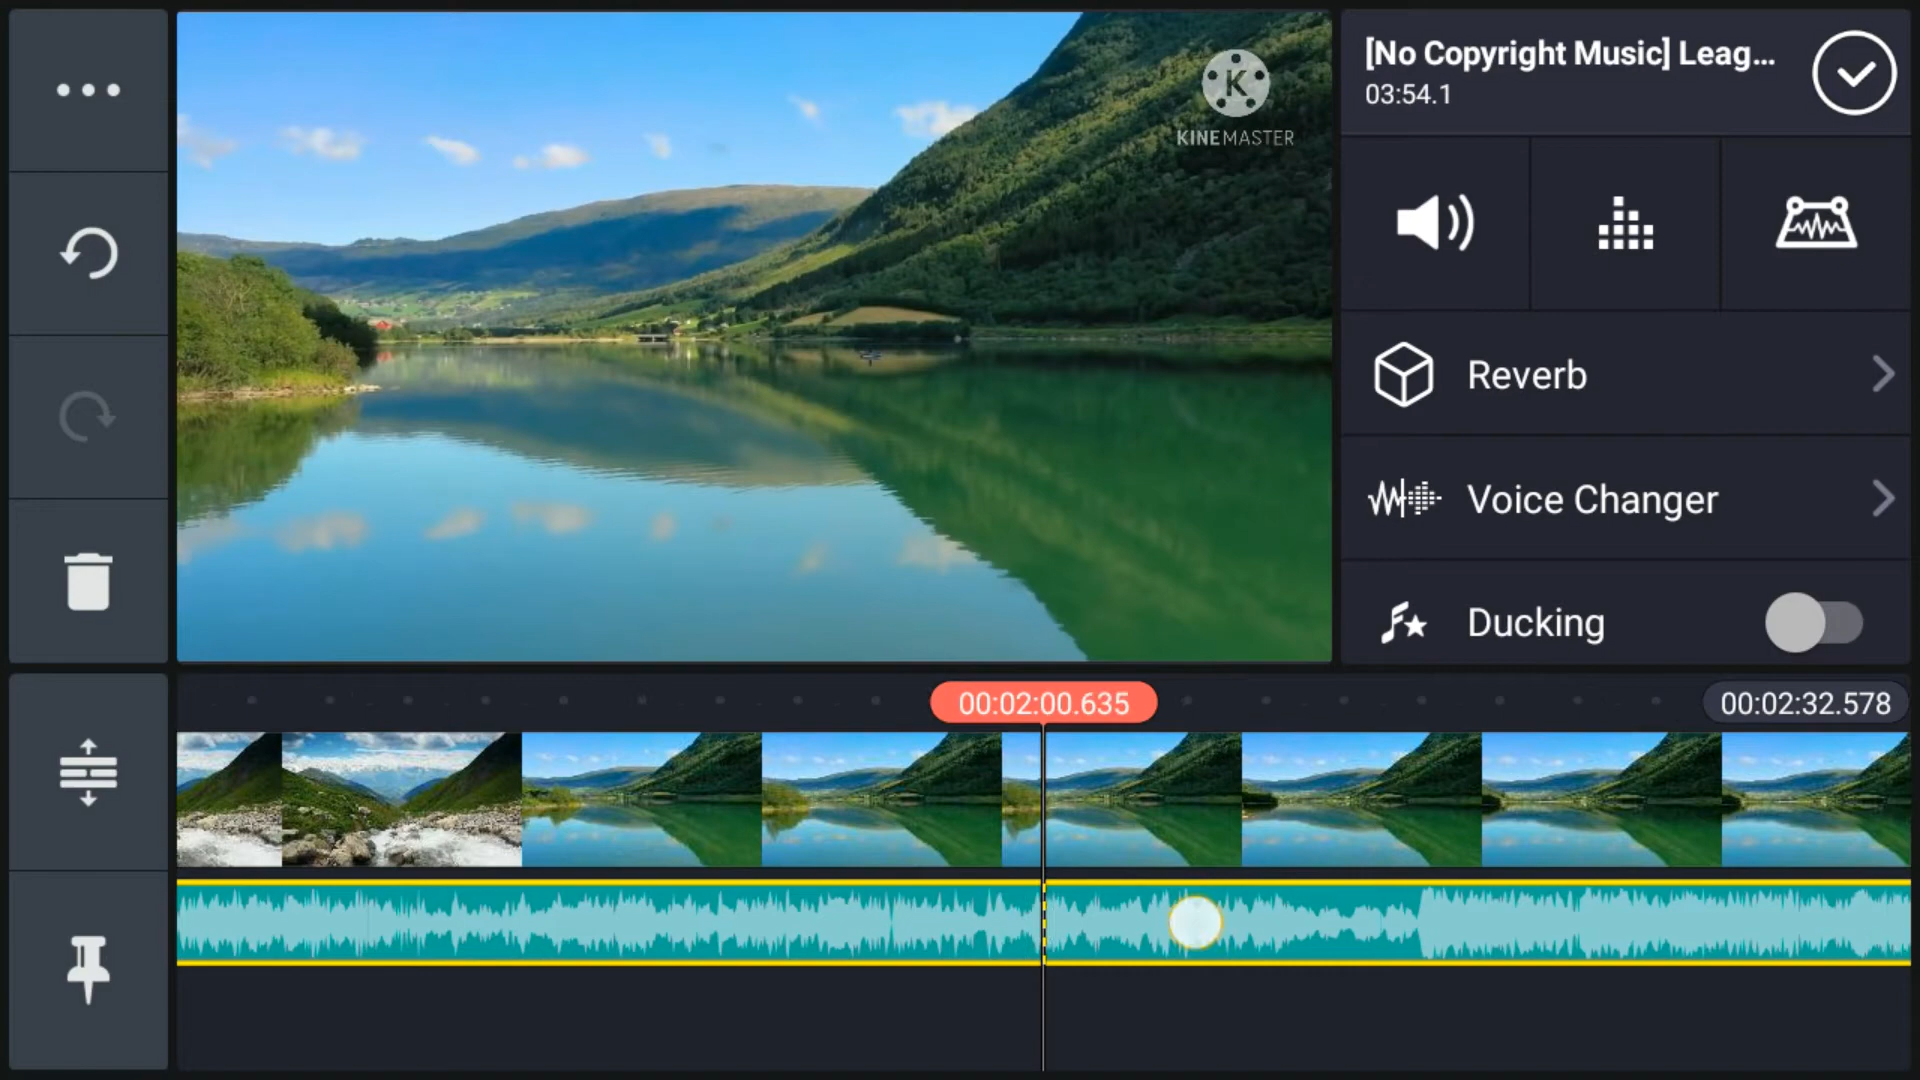 KINEMASTER
[No Copyright Music] Leag...
03:54.1
Reverb
Voice Changer
Ducking
00:02:00.635
00:02:32.578